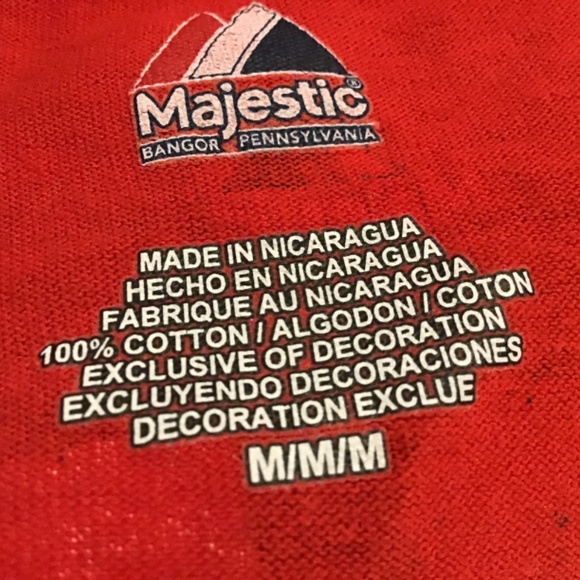 Majestic®
BANGOR PENNSYLVANIA
MADE IN NICARAGUA
HECHO EN NICARAGUA
FABRIQUE AU NICARAGUA
100% COTTON / ALGODON / COTON
EXCLUSIVE OF DECORATION
EXCLUYENDO DECORACIONES
DECORATION EXCLUE
M/M/M